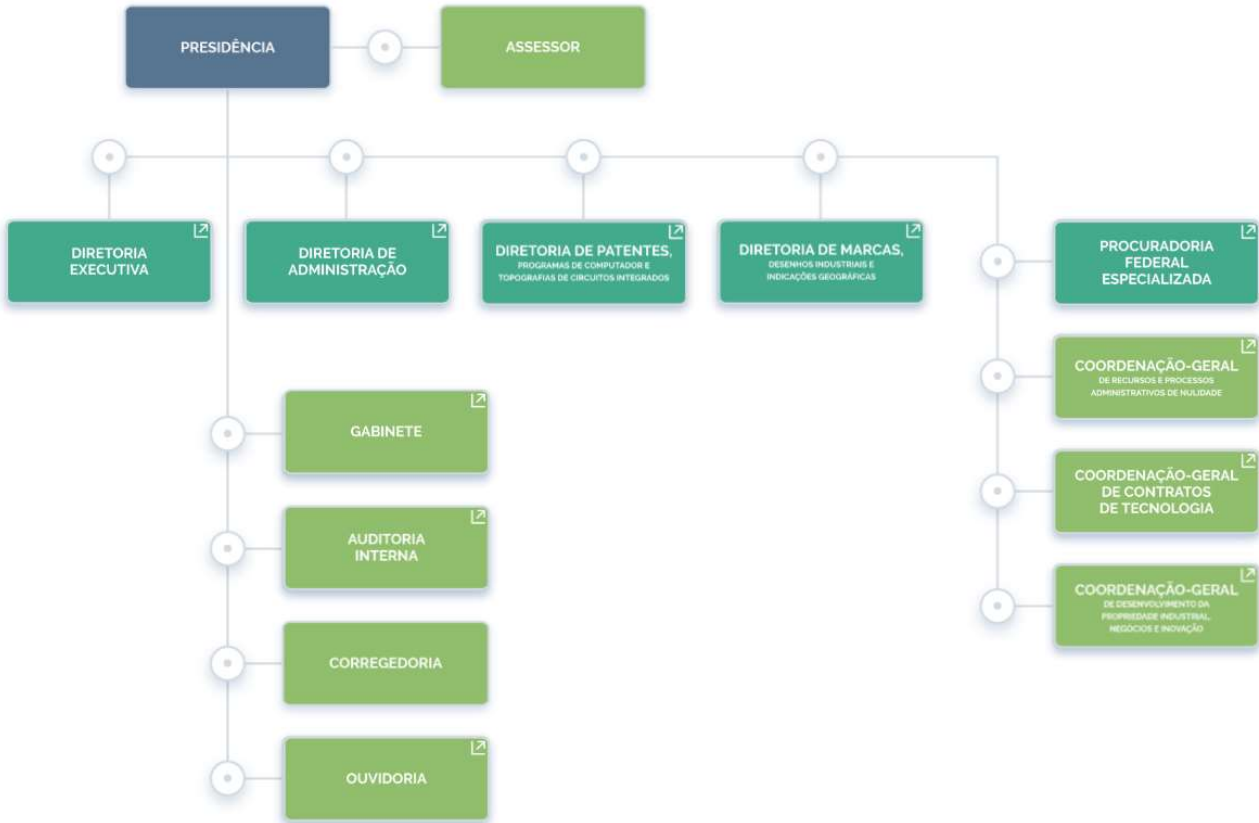 PRESIDÊNCIA
ASSESSOR
DIRETORIA
EXECUTIVA
DIRETORIA DE
ADMINISTRAÇÃO
DIRETORIA DE PATENTES,
PROGRAMAS DE COMPUTADOR E
TOPOGRAFIAS DE CIRCUITOS INTEGRADOS
DIRETORIA DE MARCAS,
DESENHOS INDUSTRIAIS E
INDICAÇÕES GEOGRÁFICAS
PROCURADORIA
FEDERAL
ESPECIALIZADA
COORDENAÇÃO-GERAL
DE RECURSOS E PROCESSOS
ADMINISTRATIVOS DE NULIDADE
COORDENAÇÃO-GERAL
DE CONTRATOS
DE TECNOLOGIA
COORDENAÇÃO-GERAL
DE DESENVOLVIMENTO DA
PROPRIEDADE INDUSTRIAL,
NEGÓCIOS E INOVAÇÃO
GABINETE
AUDITORIA
INTERNA
CORREGEDORIA
OUVIDORIA